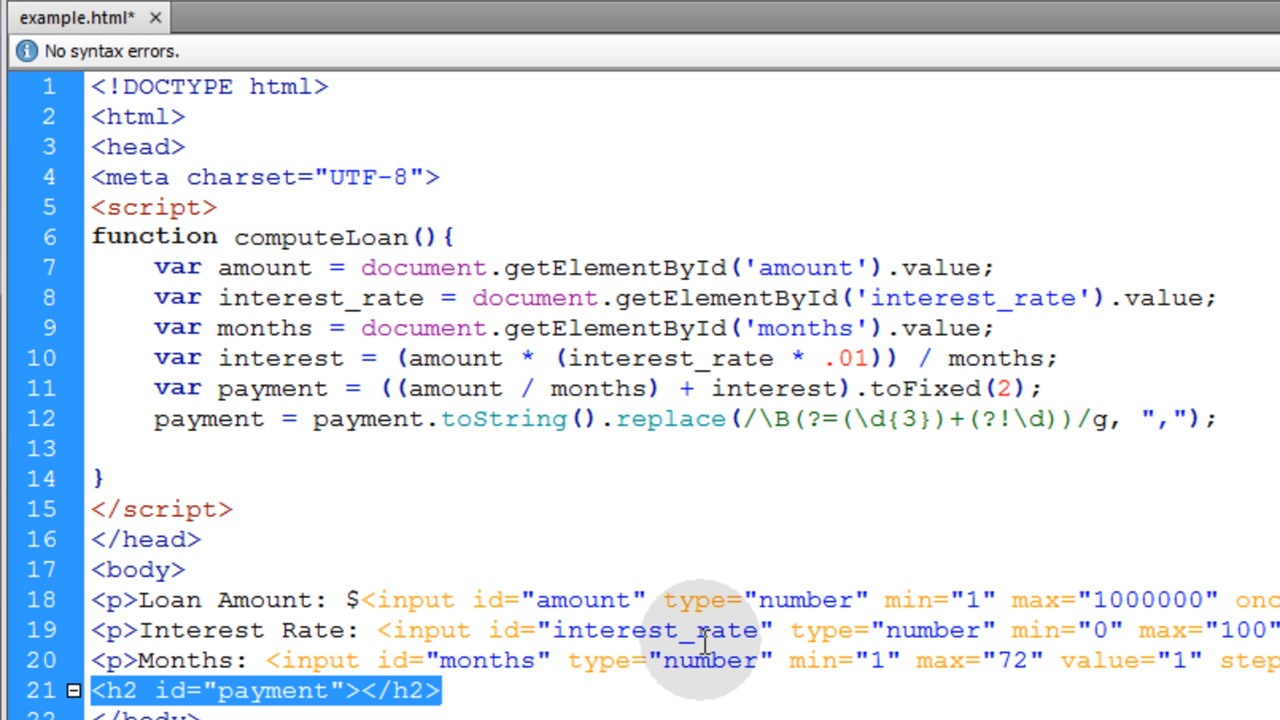 example.html*
No syntax errors.
1 <!DOCTYPE html>
2 <html>
3 <head>
4 <meta charset="UTF-8">
5 <script>
6 function computeLoan(){
7 var amount = document.getElementById('amount').value;
8 var interest_rate = document.getElementById('interest_rate').value;
9 var months = document.getElementById('months').value;
10 var interest = (amount * (interest_rate * .01)) / months;
11 var payment = ((amount / months) + interest).toFixed(2);
12 payment = payment.toString().replace(/\B(?=(\d{3})+(?!\d))/g, ",");
13
14 }
15 </script>
16 </head>
17 <body>
18 <p>Loan Amount: $<input id="amount" type="number" min="1" max="1000000" onc
19 <p>Interest Rate: <input id="interest_rate" type="number" min="0" max="100"
20 <p>Months: <input id="months" type="number" min="1" max="72" value="1" step
21 <h2 id="payment"></h2>
22 </body>